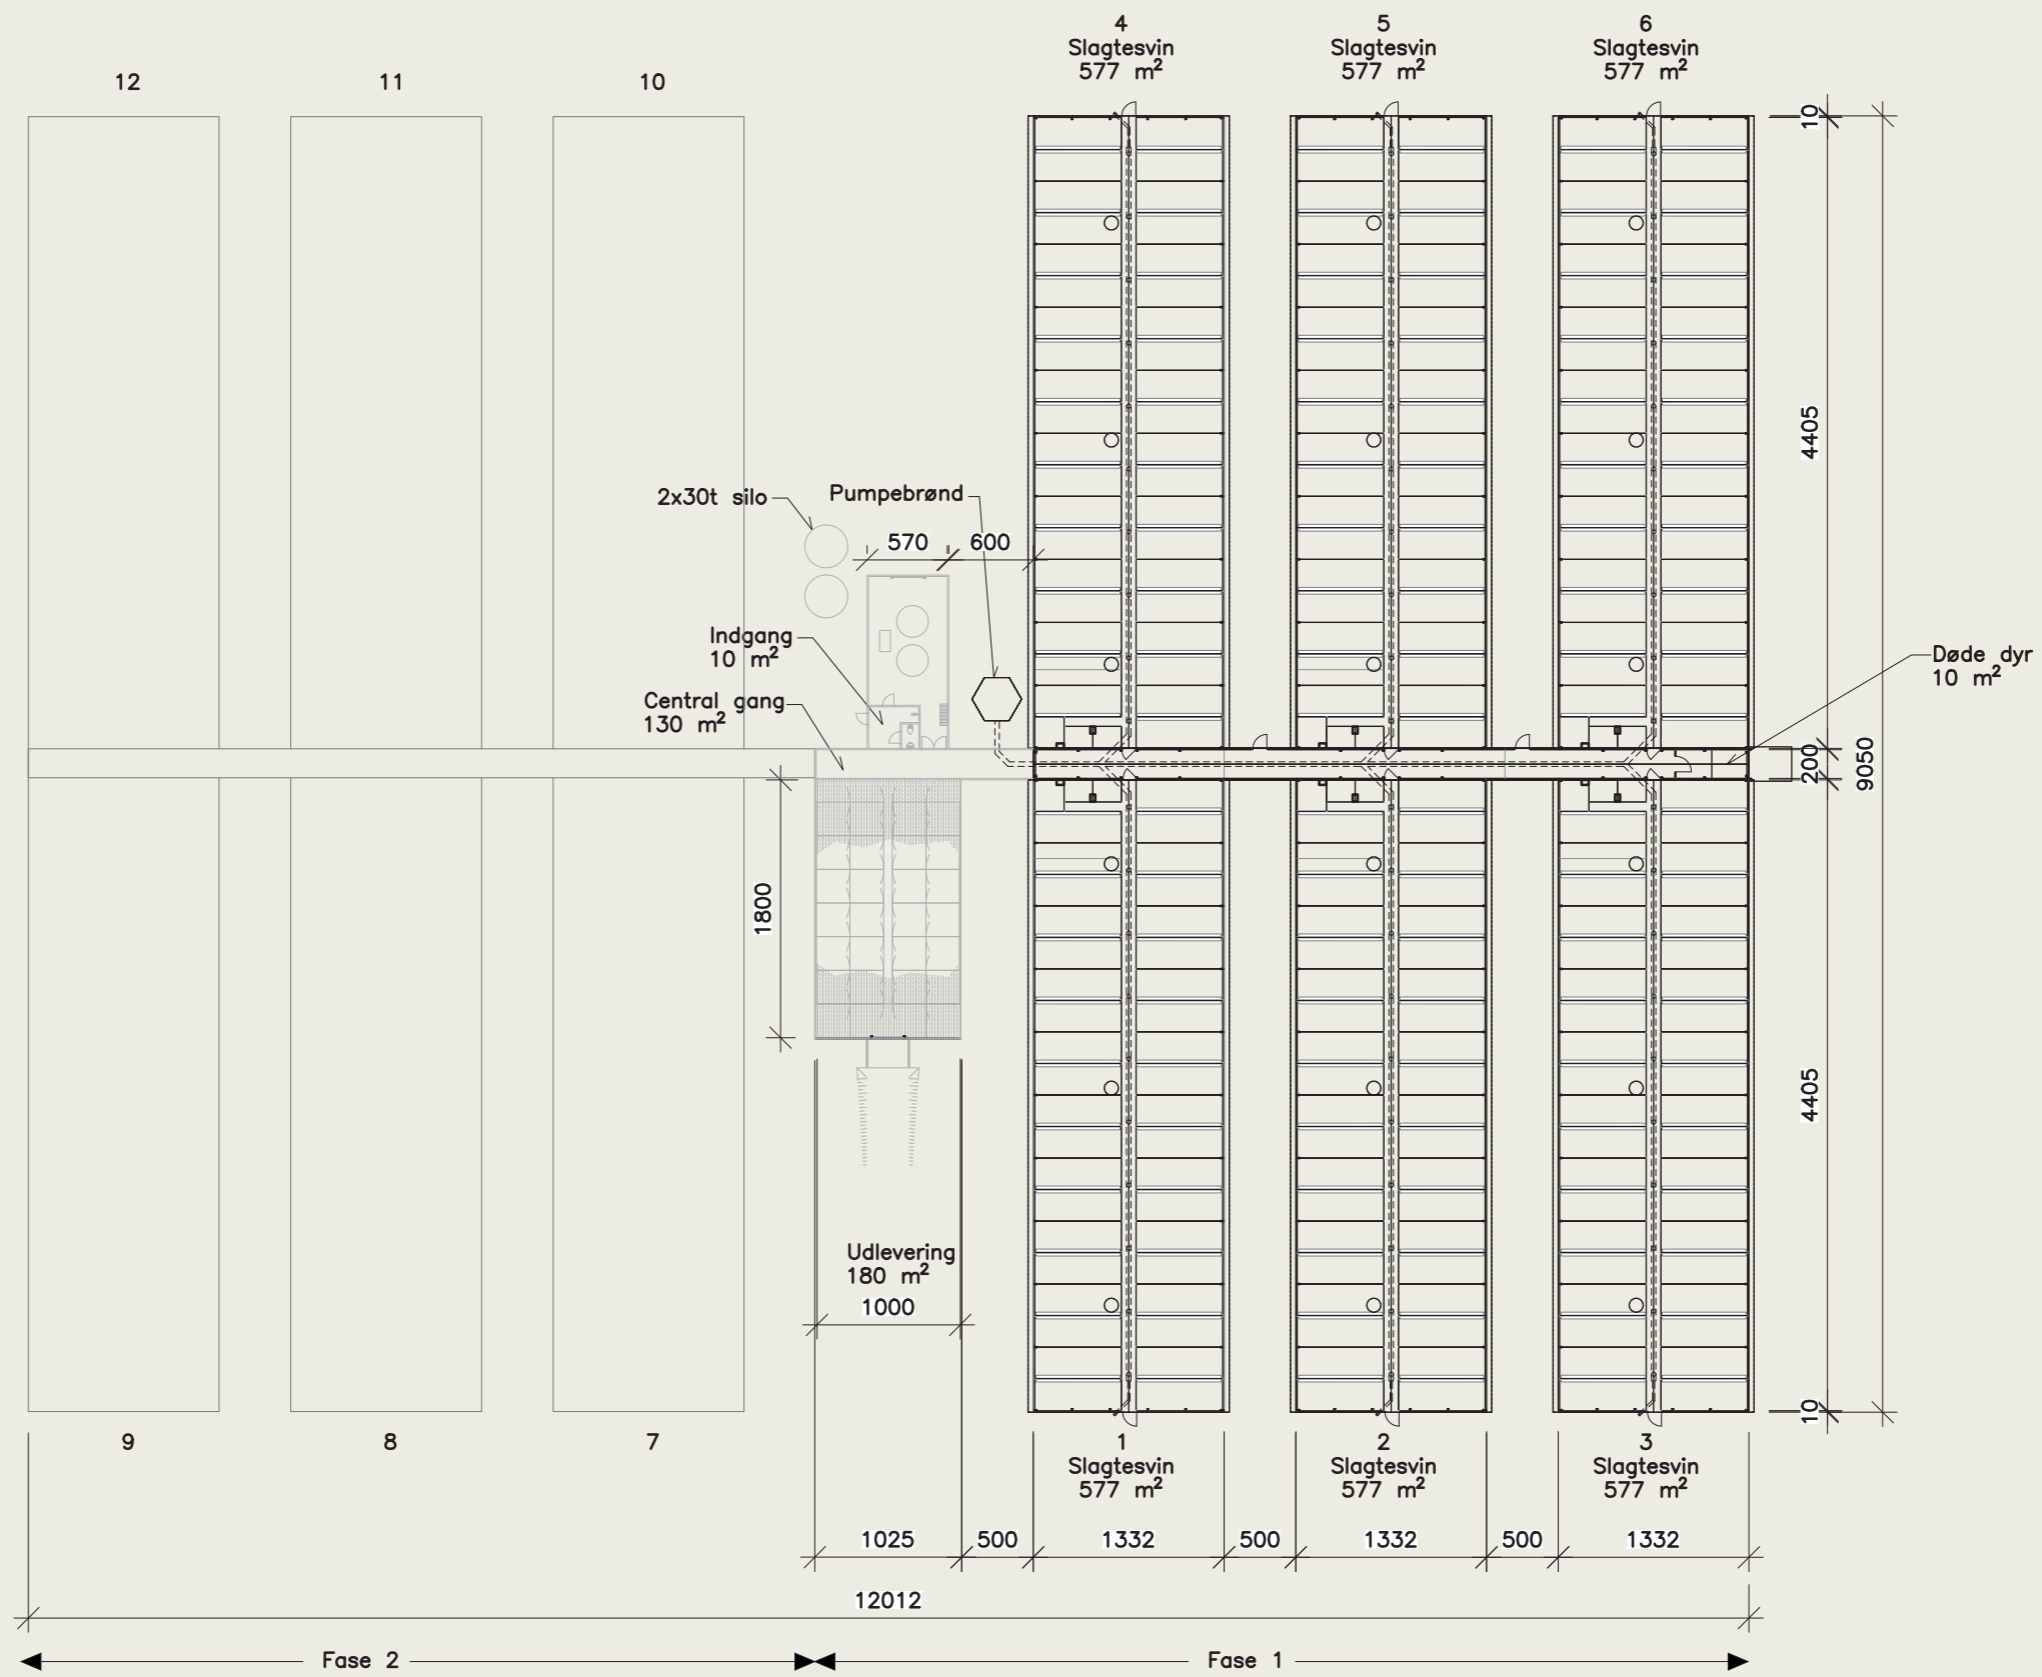 4
Slagtesvin
577 m²
5
Slagtesvin
577 m²
6
Slagtesvin
577 m²
12
11
10
10
4405
2x30t silo
Pumpebrønd
570
600
Indgang
10 m²
Døde dyr
10 m²
Central gang
130 m²
200
9050
1800
4405
Udlevering
180 m²
1000
10
9
8
7
1
Slagtesvin
577 m²
2
Slagtesvin
577 m²
3
Slagtesvin
577 m²
1025
500
1332
500
1332
500
1332
12012
Fase 2
Fase 1